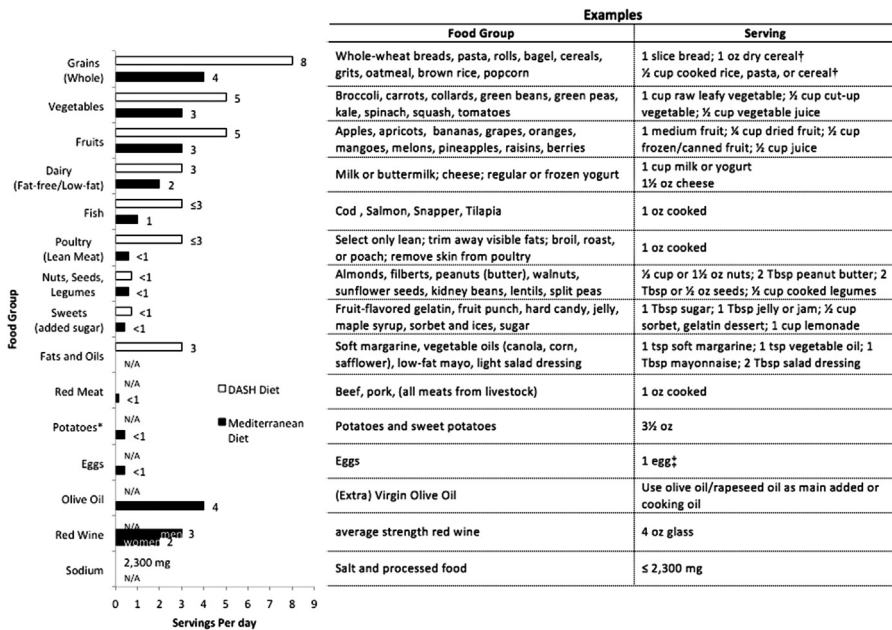 Examples
Food Group
Serving
Grains
(Whole)
8
4
Whole-wheat breads, pasta, rolls, bagel, cereals,
grits, oatmeal, brown rice, popcorn
1 slice bread; 1 oz dry cereal†
½ cup cooked rice, pasta, or cereal†
Vegetables
5
3
Broccoli, carrots, collards, green beans, green peas,
kale, spinach, squash, tomatoes
1 cup raw leafy vegetable; ½ cup cut-up
vegetable; ½ cup vegetable juice
Fruits
5
3
Apples, apricots, bananas, grapes, oranges,
mangoes, melons, pineapples, raisins, berries
1 medium fruit; ¼ cup dried fruit; ½ cup
frozen/canned fruit; ½ cup juice
Dairy
(Fat-free/Low-fat)
3
2
Milk or buttermilk; cheese; regular or frozen yogurt
1 cup milk or yogurt
1½ oz cheese
Fish
≤3
1
Cod , Salmon, Snapper, Tilapia
1 oz cooked
Poultry
(Lean Meat)
≤3
<1
Select only lean; trim away visible fats; broil, roast,
or poach; remove skin from poultry
1 oz cooked
Nuts, Seeds,
Legumes
<1
<1
Almonds, filberts, peanuts (butter), walnuts,
sunflower seeds, kidney beans, lentils, split peas
⅓ cup or 1½ oz nuts; 2 Tbsp peanut butter; 2
Tbsp or ½ oz seeds; ½ cup cooked legumes
Sweets
(added sugar)
<1
<1
Fruit-flavored gelatin, fruit punch, hard candy, jelly,
maple syrup, sorbet and ices, sugar
1 Tbsp sugar; 1 Tbsp jelly or jam; ½ cup
sorbet, gelatin dessert; 1 cup lemonade
Fats and Oils
3
N/A
Soft margarine, vegetable oils (canola, corn,
safflower), low-fat mayo, light salad dressing
1 tsp soft margarine; 1 tsp vegetable oil; 1
Tbsp mayonnaise; 2 Tbsp salad dressing
Red Meat
N/A
<1
Beef, pork, (all meats from livestock)
1 oz cooked
Potatoes*
N/A
<1
Potatoes and sweet potatoes
3½ oz
Eggs
N/A
<1
Eggs
1 egg‡
Olive Oil
N/A
4
(Extra) Virgin Olive Oil
Use olive oil/rapeseed oil as main added or
cooking oil
Red Wine
N/A
men
3
women
2
average strength red wine
4 oz glass
Sodium
2,300 mg
N/A
Salt and processed food
≤ 2,300 mg
DASH Diet
Mediterranean
Diet
Food Group
0 1 2 3 4 5 6 7 8 9
Servings Per day